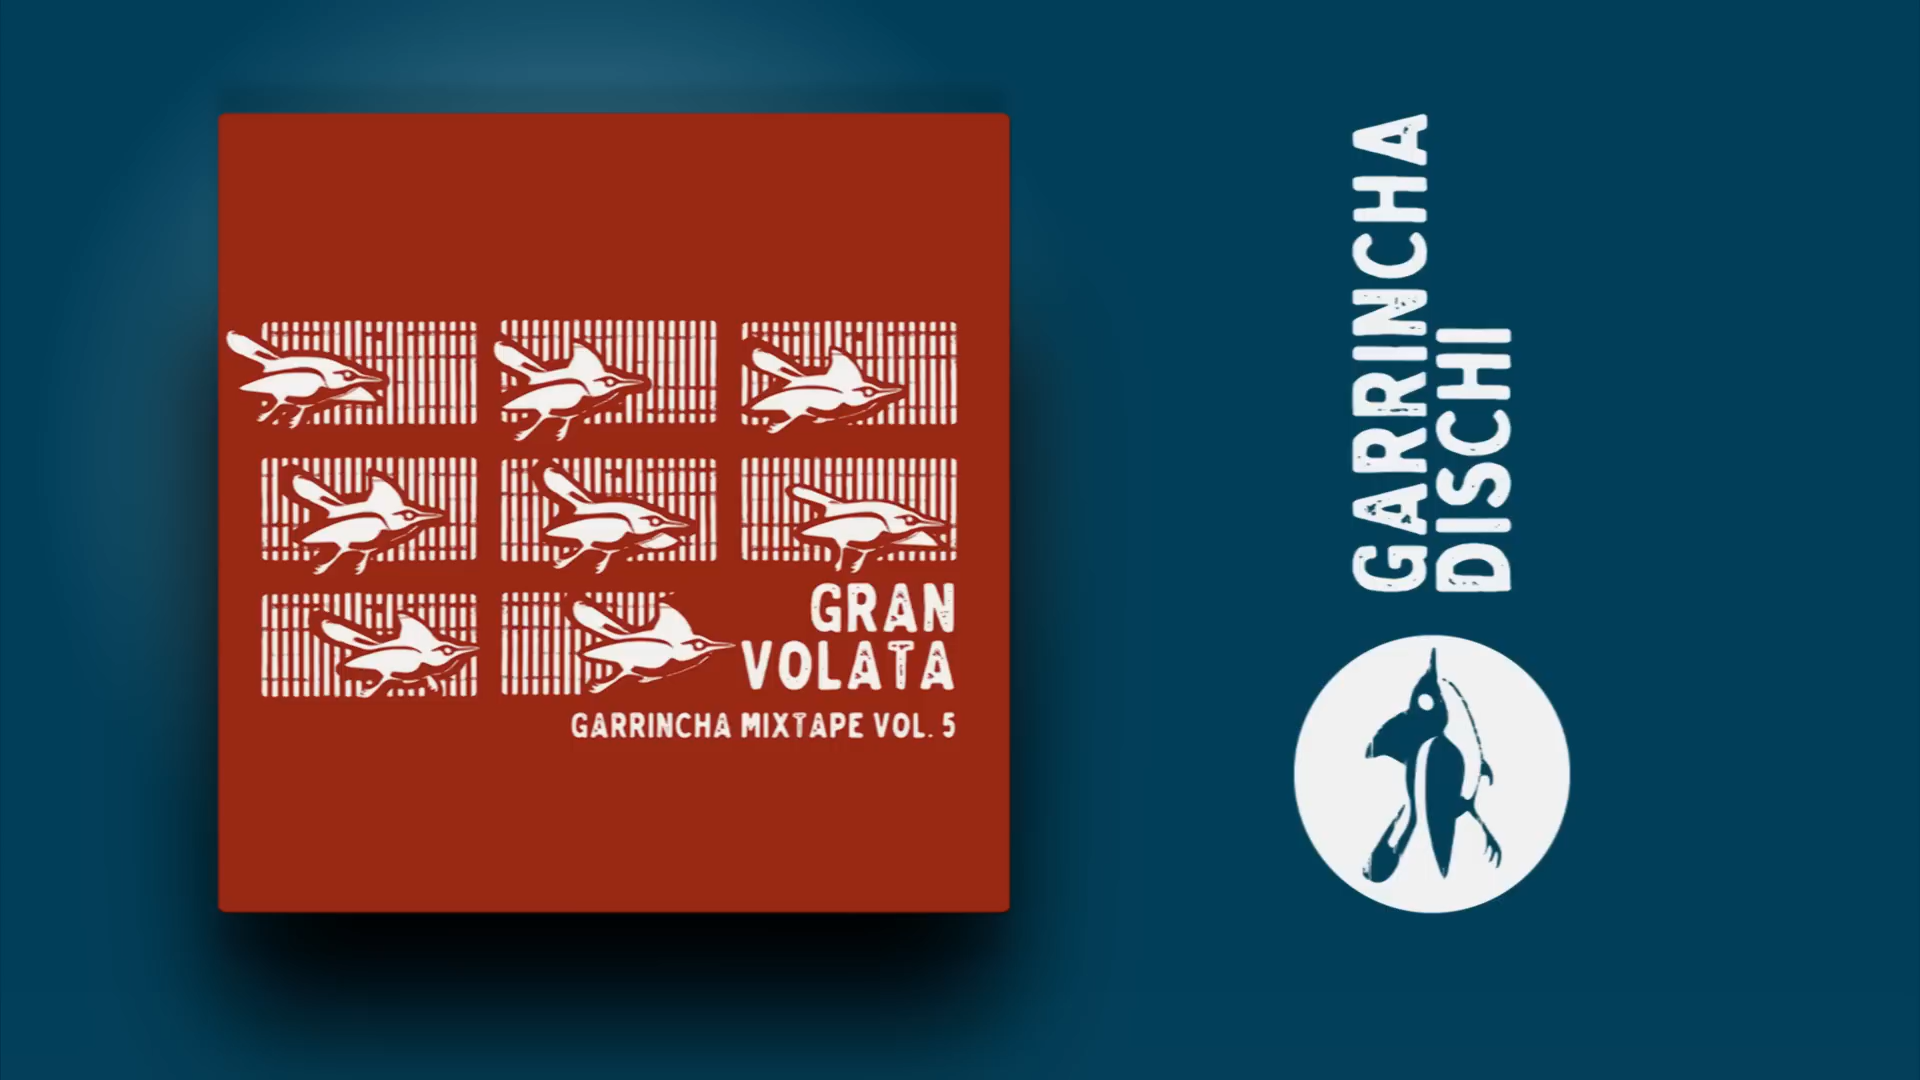 GRAN
VOLATA
GARRINCHA MIXTAPE VOL. 5
GARRINCHA
DISCHI